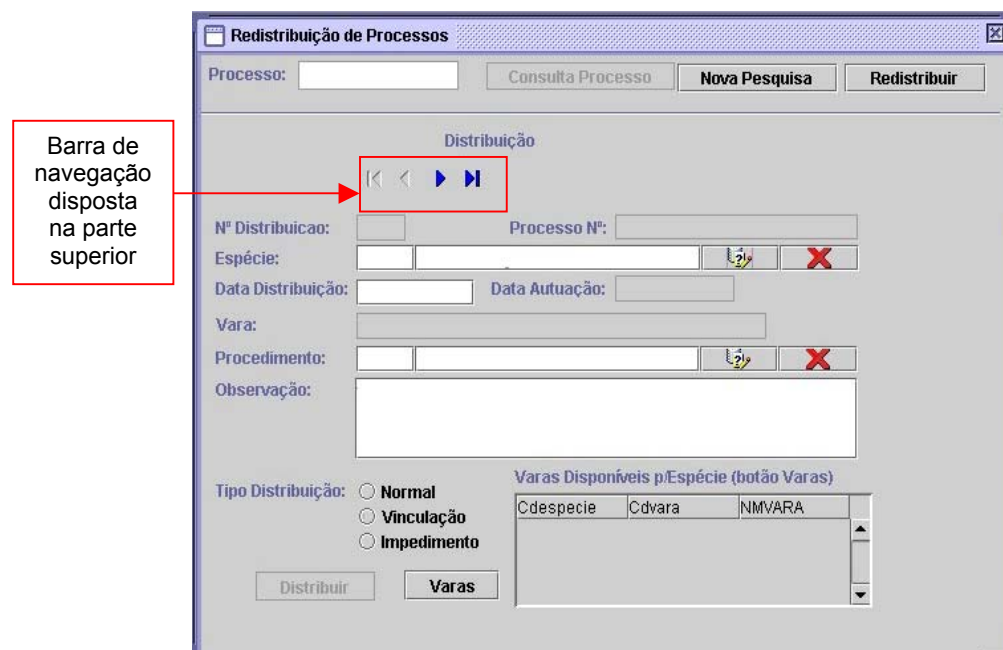 Redistribuição de Processos
Processo:
Consulta Processo
Nova Pesquisa
Redistribuir
Barra de
navegação
disposta
na parte
superior
Distribuição
Nº Distribuicao:
Processo Nº:
Espécie:
Data Distribuição:
Data Autuação:
Vara:
Procedimento:
Observação:
Tipo Distribuição:
Normal
Vinculação
Impedimento
Varas Disponíveis p/Espécie (botão Varas)
Cdespecie Cdvara NMVARA
Distribuir
Varas